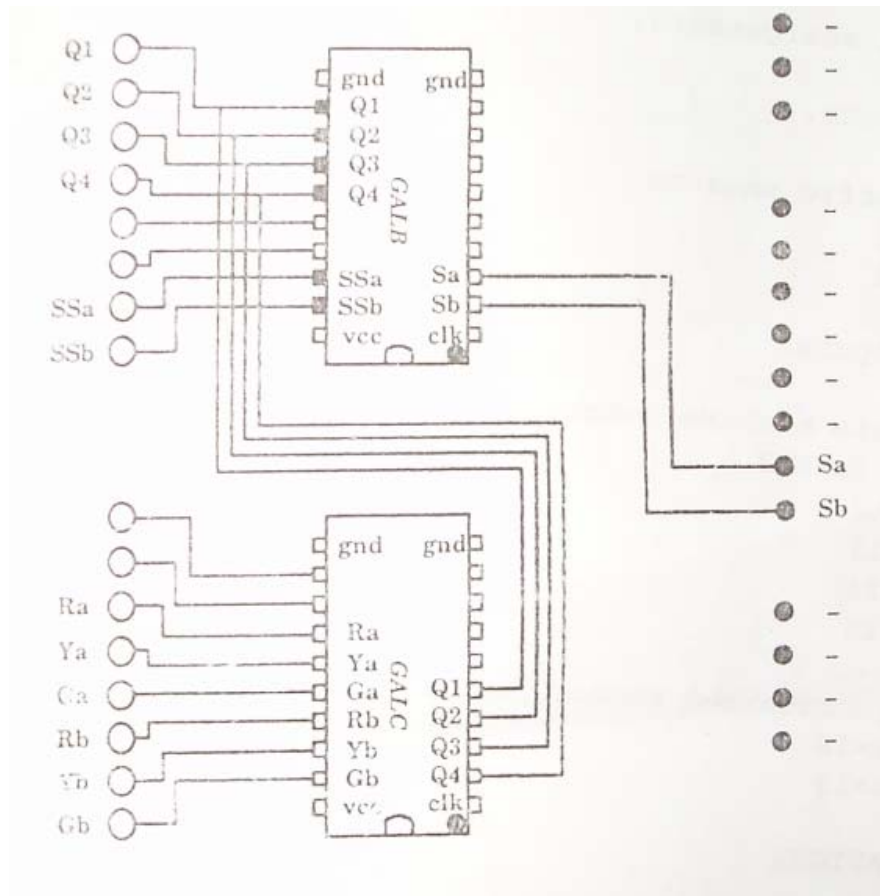 Q1
Q2
Q3
Q4
SSa
SSb
gnd gnd
Q1
Q2
Q3
Q4
GALB
SSa Sa
SSb Sb
vcc clk
-
-
-
-
-
-
-
-
-
Sa
Sb
-
-
-
-
Ra
Ya
Ga
Rb
Yb
Gb
gnd gnd
Ra
Ya
Ga Q1
GALC
Rb Q2
Yb Q3
Gb Q4
vcc clk